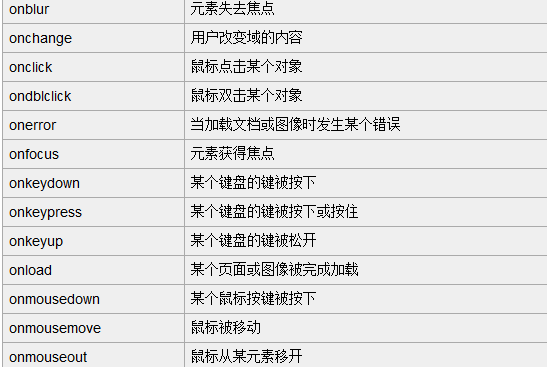 onblur 元素失去焦点
onchange 用户改变域的内容
onclick 鼠标点击某个对象
ondblclick 鼠标双击某个对象
onerror 当加载文档或图像时发生某个错误
onfocus 元素获得焦点
onkeydown 某个键盘的键被按下
onkeypress 某个键盘的键被按下或按住
onkeyup 某个键盘的键被松开
onload 某个页面或图像被完成加载
onmousedown 某个鼠标按键被按下
onmousemove 鼠标被移动
onmouseout 鼠标从某元素移开